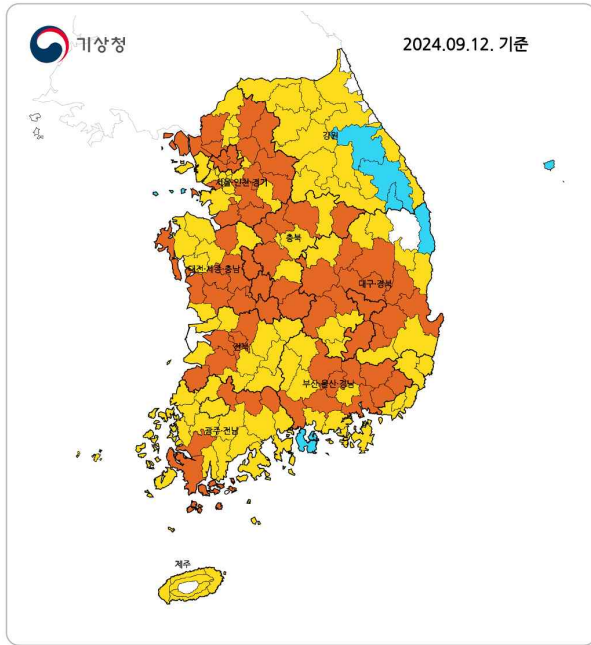 기상청
2024.09.12. 기준
강원
서울·인천·경기
충북
대전·세종·충남
대구·경북
전북
부산·울산·경남
광주·전남
제주